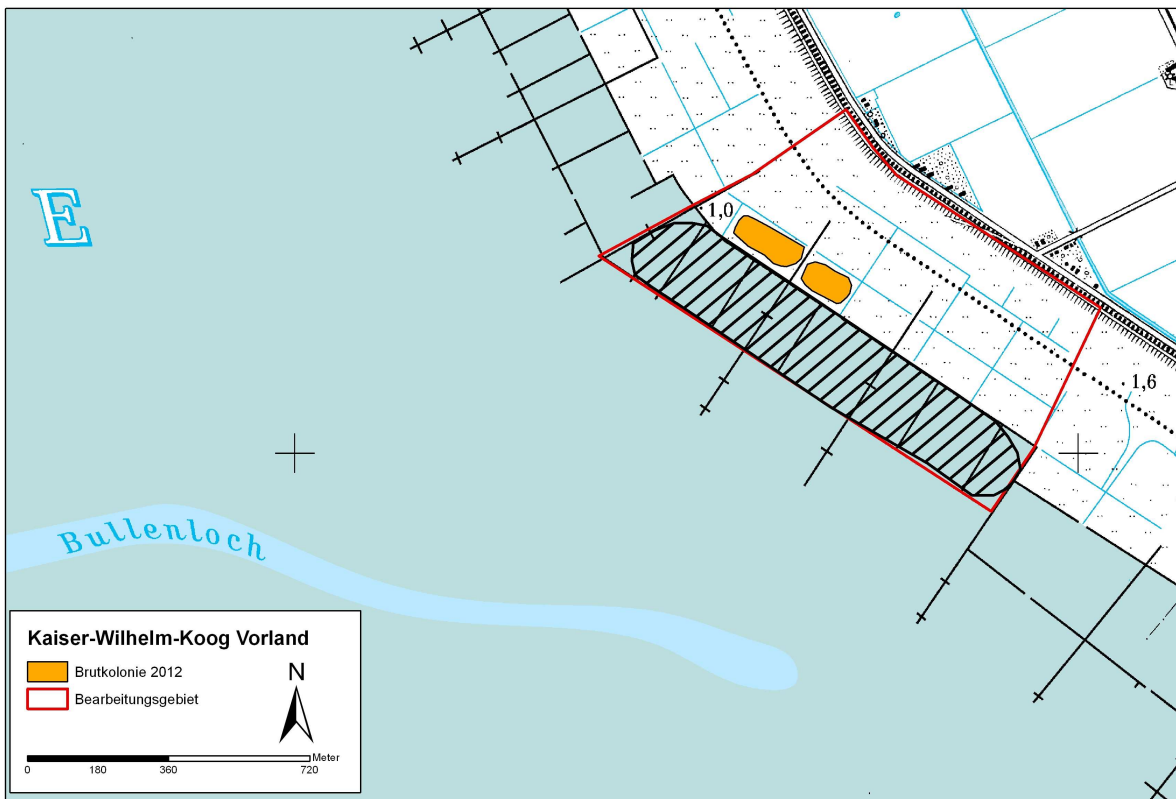 E
1,0
1,6
Bullenloch
Kaiser-Wilhelm-Koog Vorland
Brutkolonie 2012
Bearbeitungsgebiet
N
Meter
0 180 360 720